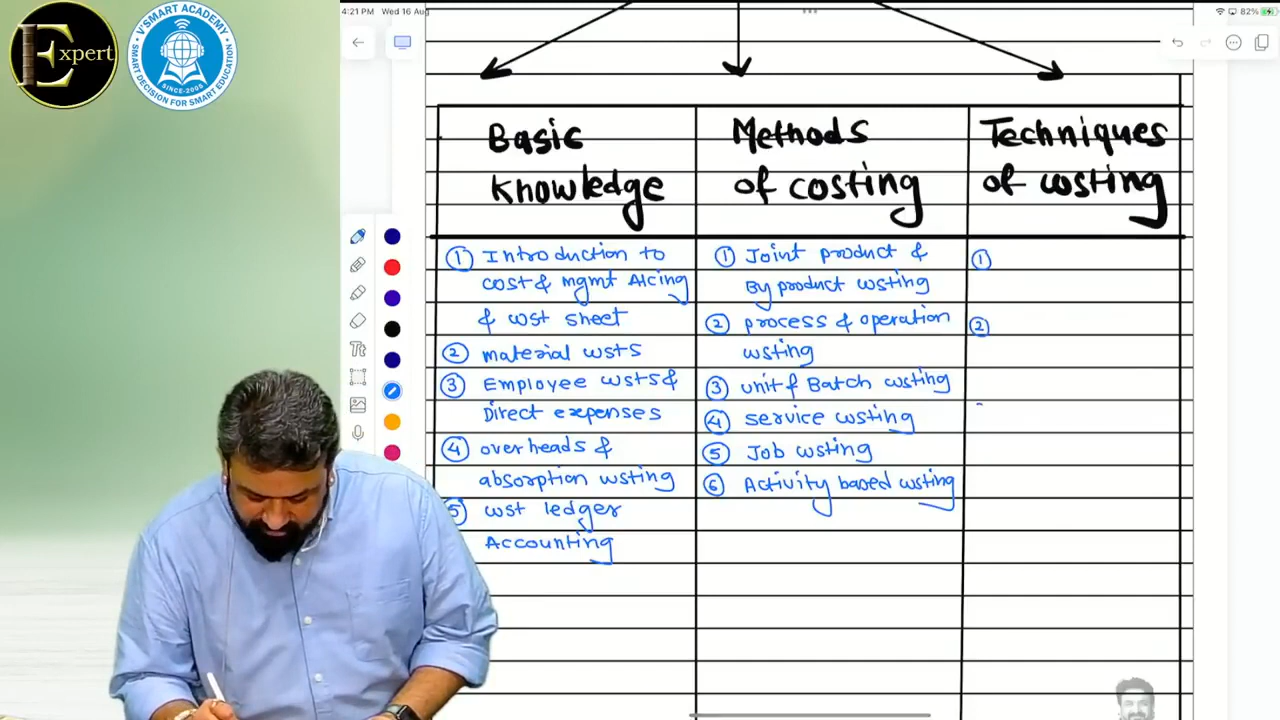 4:21 PM Wed 16 Aug
82%
Expert
V'SMART ACADEMY
SINCE-2005
SMART DECISION FOR SMART EDUCATION
Tt
Basic
Knowledge
① Introduction to
cost & mgmt A/cing
& cost sheet
② material costs
③ Employee costs &
Direct expenses
④ overheads &
absorption costing
⑤ cost ledger
Accounting
Methods
of costing
① Joint product &
By product costing
② process & operation
costing
③ unit & Batch costing
④ service costing
⑤ Job costing
⑥ Activity based costing
Techniques
of costing
①
②